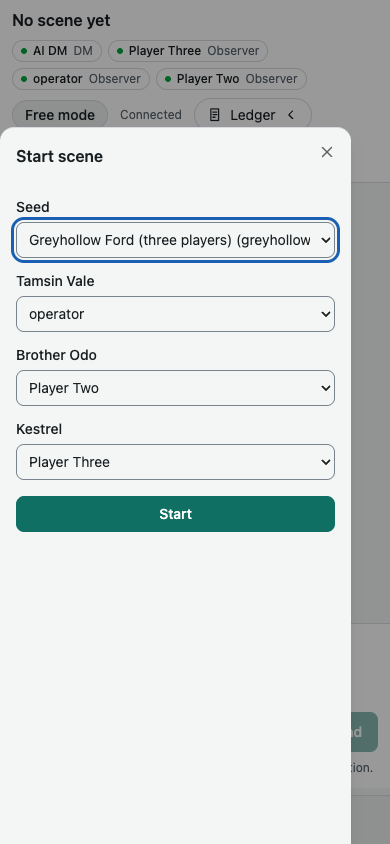 No scene yet
AI DM DM Player Three Observer
operator Observer Player Two Observer
Free mode Connected Ledger
Start scene
Seed
Greyhollow Ford (three players) (greyhollow
Tamsin Vale
operator
Brother Odo
Player Two
Kestrel
Player Three
Start